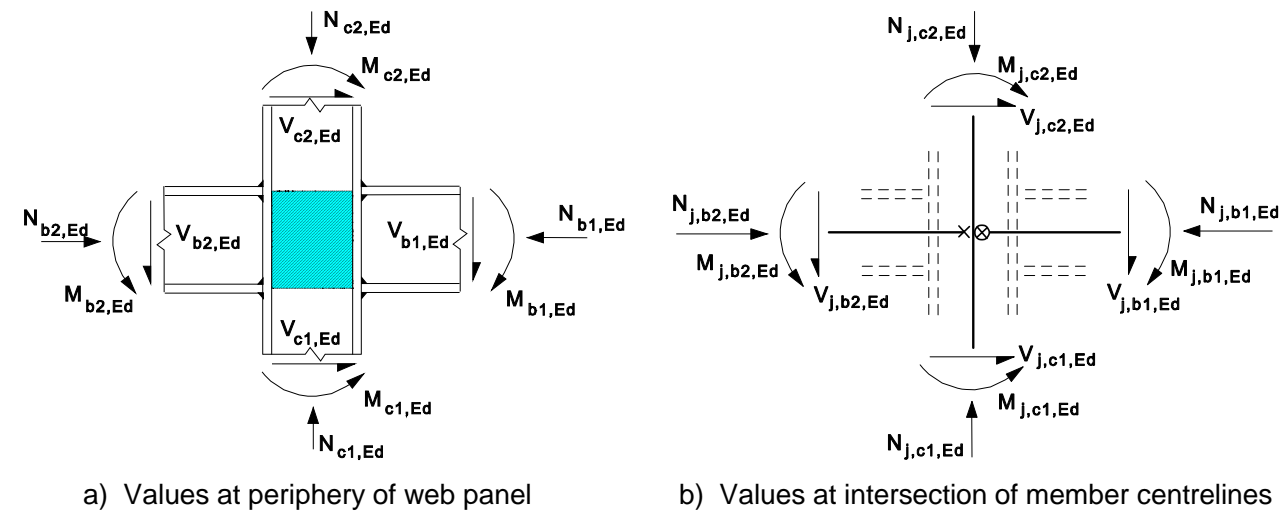 N c2,Ed
M c2,Ed
V c2,Ed
N b2,Ed
V b2,Ed
V b1,Ed
N b1,Ed
M b2,Ed
M b1,Ed
V c1,Ed
M c1,Ed
N c1,Ed
a) Values at periphery of web panel
N j,c2,Ed
M j,c2,Ed
V j,c2,Ed
N j,b2,Ed
N j,b1,Ed
M j,b2,Ed
M j,b1,Ed
V j,b2,Ed
V j,b1,Ed
V j,c1,Ed
M j,c1,Ed
N j,c1,Ed
b) Values at intersection of member centrelines